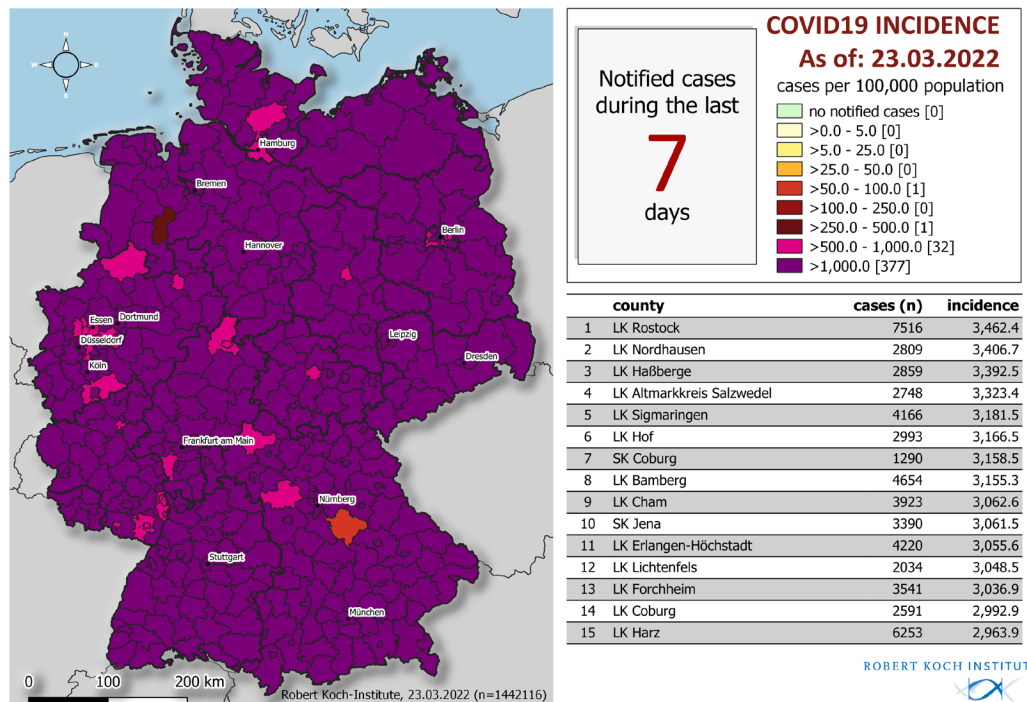 N
W
E
S
Hamburg
Bremen
Berlin
Hannover
Essen
Dortmund
Düsseldorf
Leipzig
Köln
Dresden
Frankfurt am Main
Nürnberg
Stuttgart
München
0 100 200 km
Robert Koch-Institute, 23.03.2022 (n=1442116)
Notified cases
during the last
7
days
COVID19 INCIDENCE
As of: 23.03.2022
cases per 100,000 population
no notified cases [0]
>0.0 - 5.0 [0]
>5.0 - 25.0 [0]
>25.0 - 50.0 [0]
>50.0 - 100.0 [1]
>100.0 - 250.0 [0]
>250.0 - 500.0 [1]
>500.0 - 1,000.0 [32]
>1,000.0 [377]
county cases (n) incidence
1 LK Rostock 7516 3,462.4
2 LK Nordhausen 2809 3,406.7
3 LK Haßberge 2859 3,392.5
4 LK Altmarkkreis Salzwedel 2748 3,323.4
5 LK Sigmaringen 4166 3,181.5
6 LK Hof 2993 3,166.5
7 SK Coburg 1290 3,158.5
8 LK Bamberg 4654 3,155.3
9 LK Cham 3923 3,062.6
10 SK Jena 3390 3,061.5
11 LK Erlangen-Höchstadt 4220 3,055.6
12 LK Lichtenfels 2034 3,048.5
13 LK Forchheim 3541 3,036.9
14 LK Coburg 2591 2,992.9
15 LK Harz 6253 2,963.9
ROBERT KOCH INSTITUT